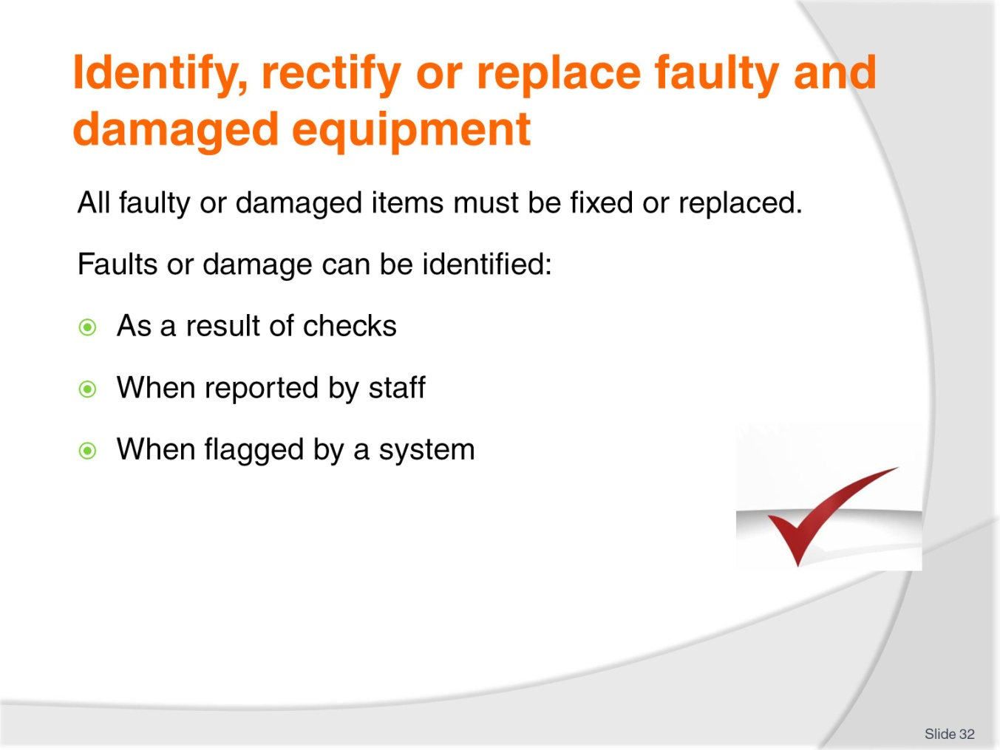 Identify, rectify or replace faulty and
damaged equipment
All faulty or damaged items must be fixed or replaced.
Faults or damage can be identified:
As a result of checks
When reported by staff
When flagged by a system
Slide 32